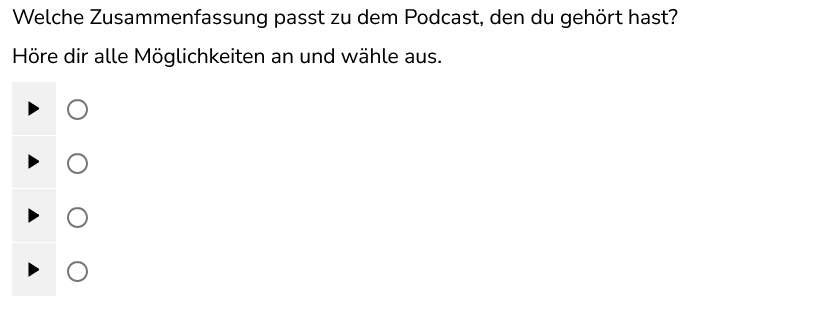 Welche Zusammenfassung passt zu dem Podcast, den du gehört hast?
Höre dir alle Möglichkeiten an und wähle aus.